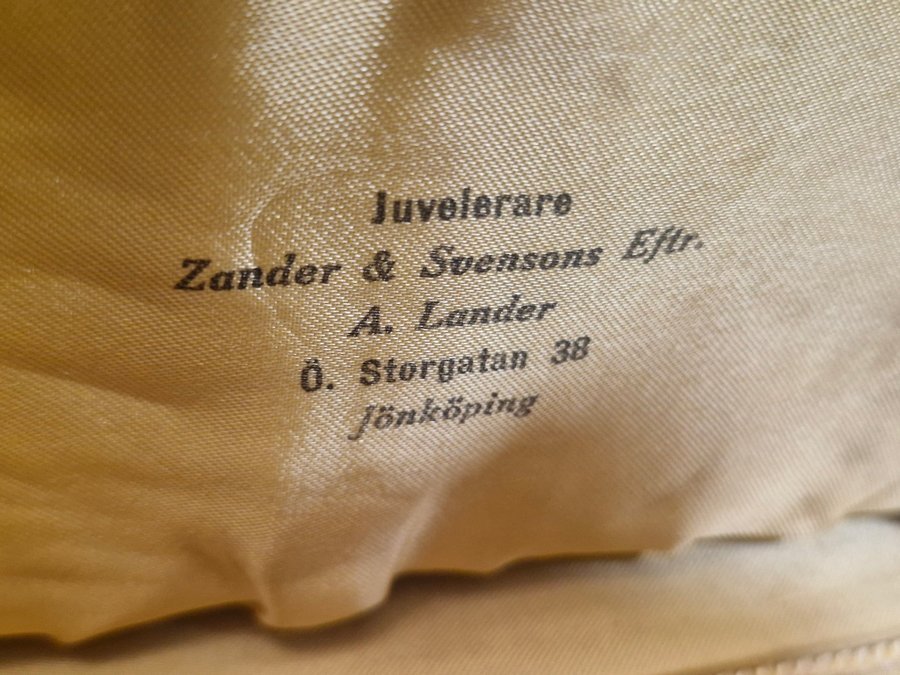 Juvelerare
Zander & Svensons Eftr.
A. Lander
Ö. Storgatan 38
Jönköping